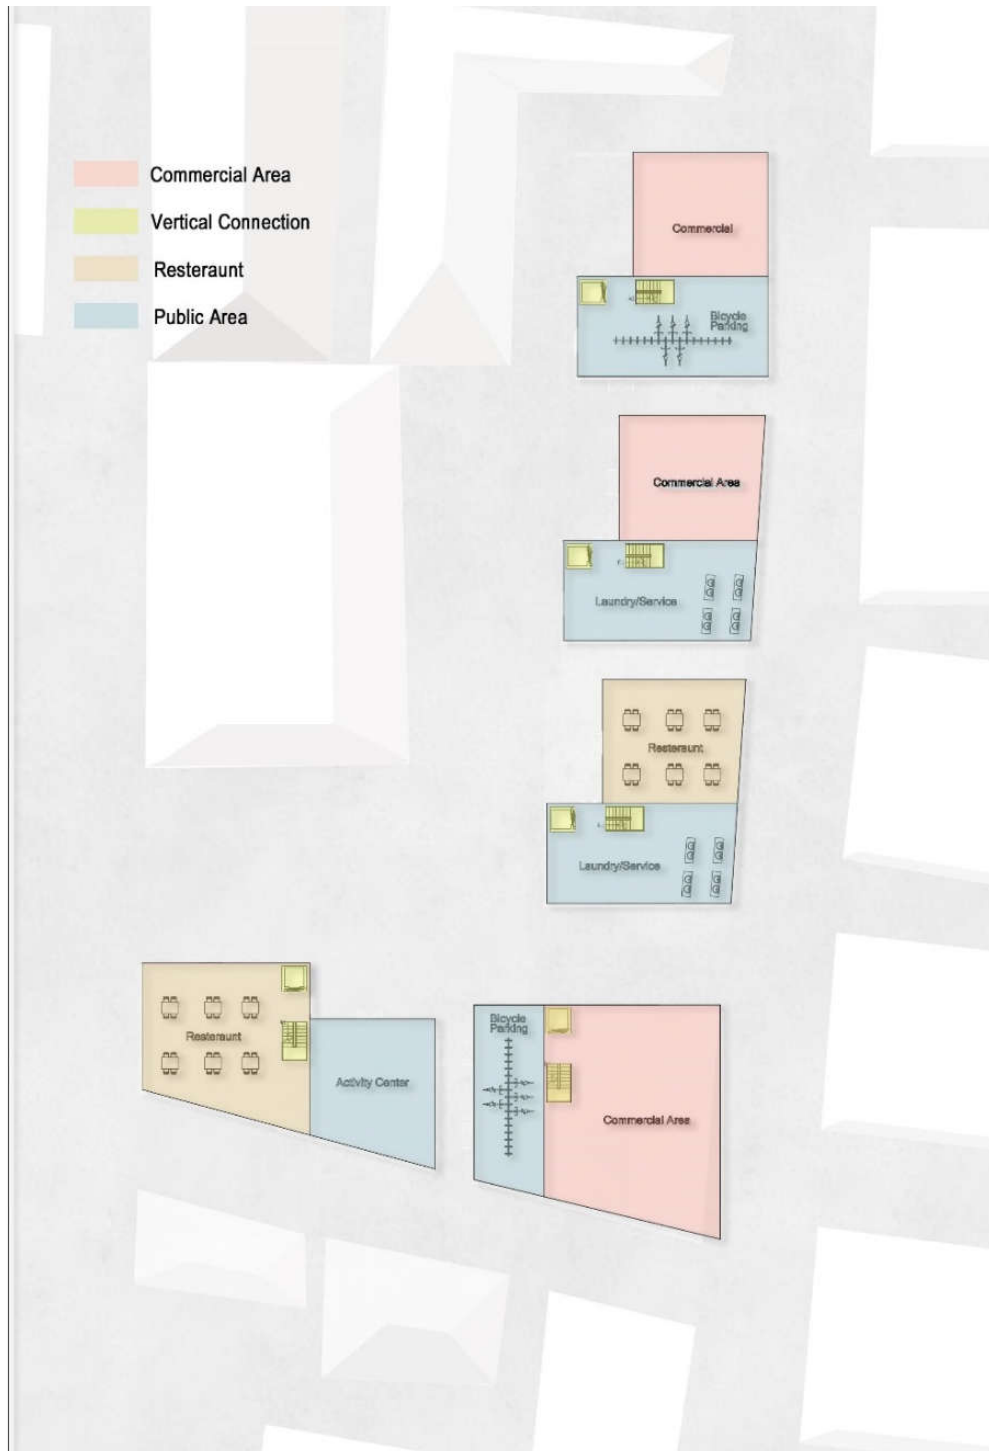 Commercial Area
Vertical Connection
Resteraunt
Public Area
Commercial
Bicycle
Parking
Commercial Area
Laundry/Service
Resteraunt
Laundry/Service
Resteraunt
Activity Center
Bicycle
Parking
Commercial Area